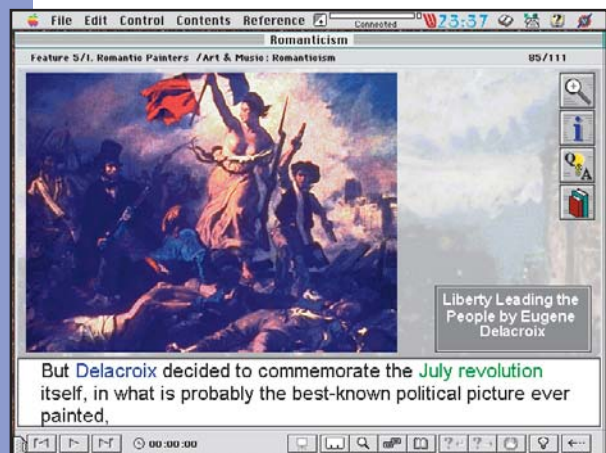 File Edit Control Contents Reference Connected 23:37
Romanticism
Feature 5/I. Romantic Painters /Art & Music: Romanticism 85/111
i
Q A
Liberty Leading the
People by Eugene
Delacroix
But Delacroix decided to commemorate the July revolution
itself, in what is probably the best-known political picture ever
painted,
00:00:00